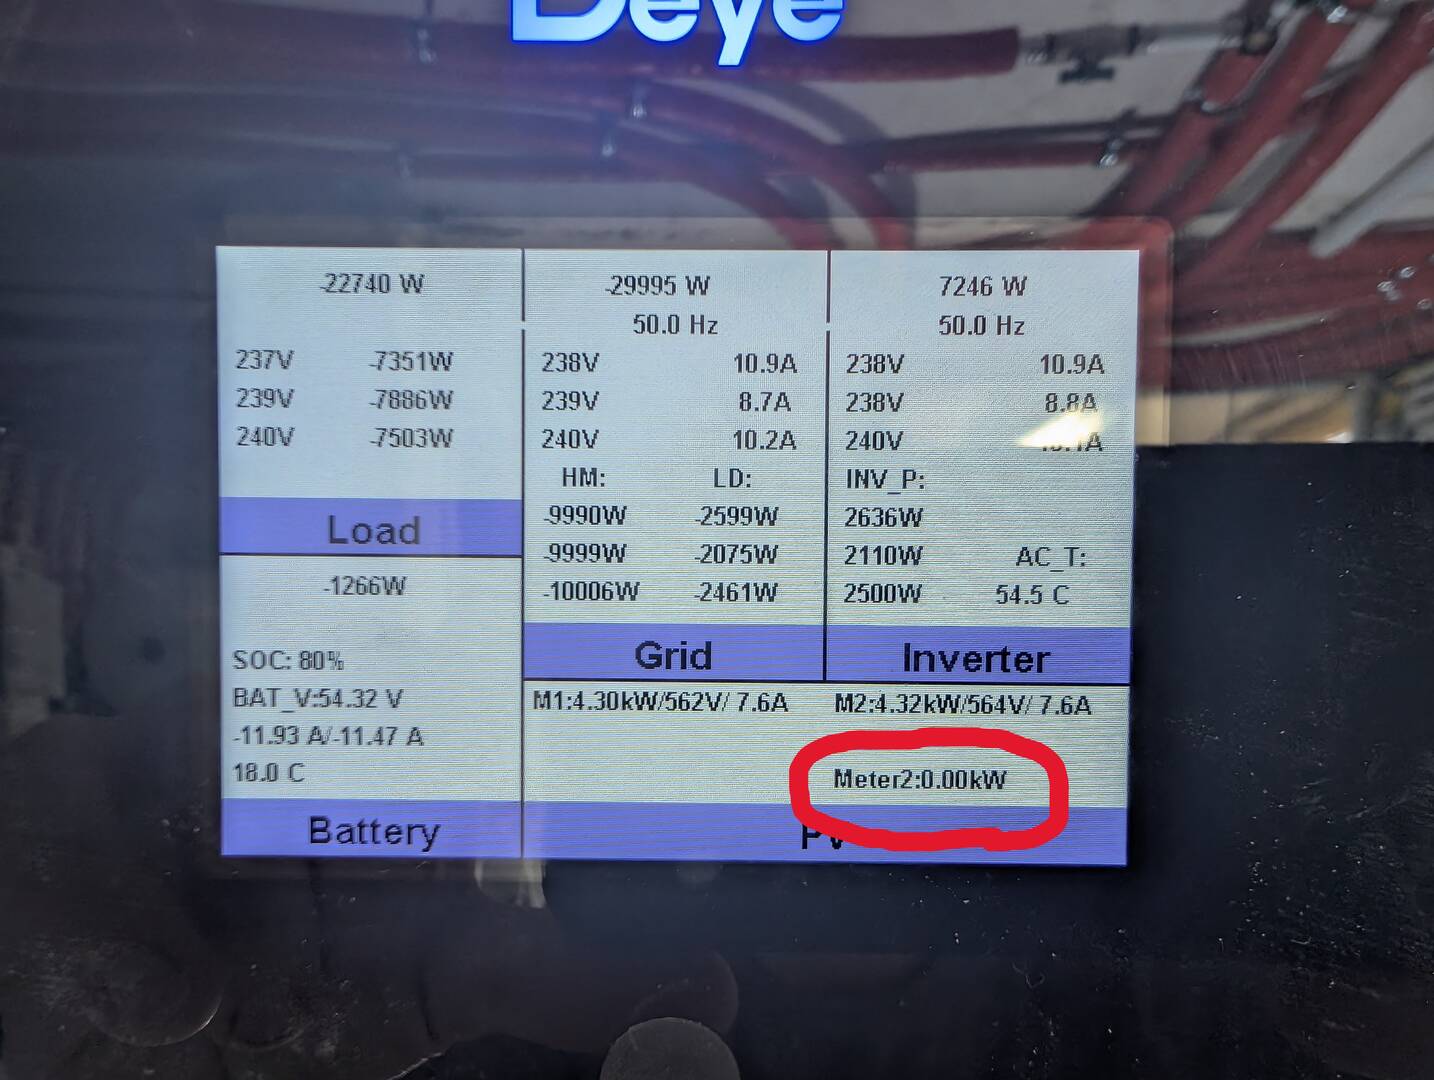 Deye
-22740 W
237V -7351W
239V -7886W
240V -7503W
Load
-29995 W
50.0 Hz
238V 10.9A
239V 8.7A
240V 10.2A
HM: LD:
-9990W -2599W
-9999W -2075W
-10006W -2461W
Grid
7246 W
50.0 Hz
238V 10.9A
238V 8.8A
240V
INV_P:
2636W
2110W AC_T:
2500W 54.5 C
Inverter
-1266W
SOC: 80%
BAT_V:54.32 V
-11.93 A/-11.47 A
18.0 C
Battery
M1:4.30kW/562V/ 7.6A M2:4.32kW/564V/ 7.6A
Meter2:0.00kW
PV